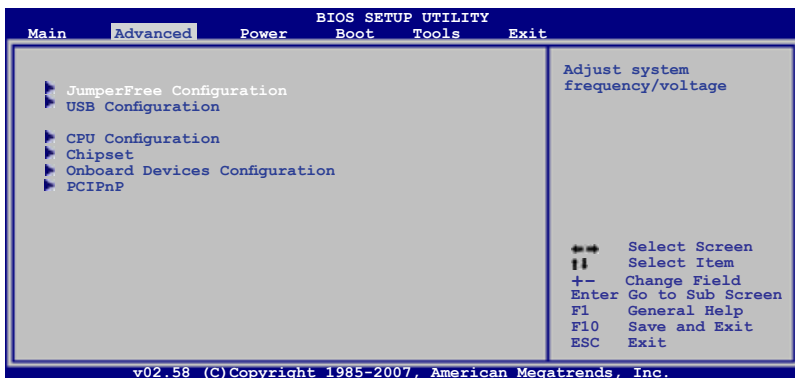 BIOS SETUP UTILITY
Main Advanced Power Boot Tools Exit
JumperFree Configuration
USB Configuration
CPU Configuration
Chipset
Onboard Devices Configuration
PCIPnP
Adjust system
frequency/voltage
Select Screen
Select Item
+- Change Field
Enter Go to Sub Screen
F1 General Help
F10 Save and Exit
ESC Exit
v02.58 (C)Copyright 1985-2007, American Megatrends, Inc.